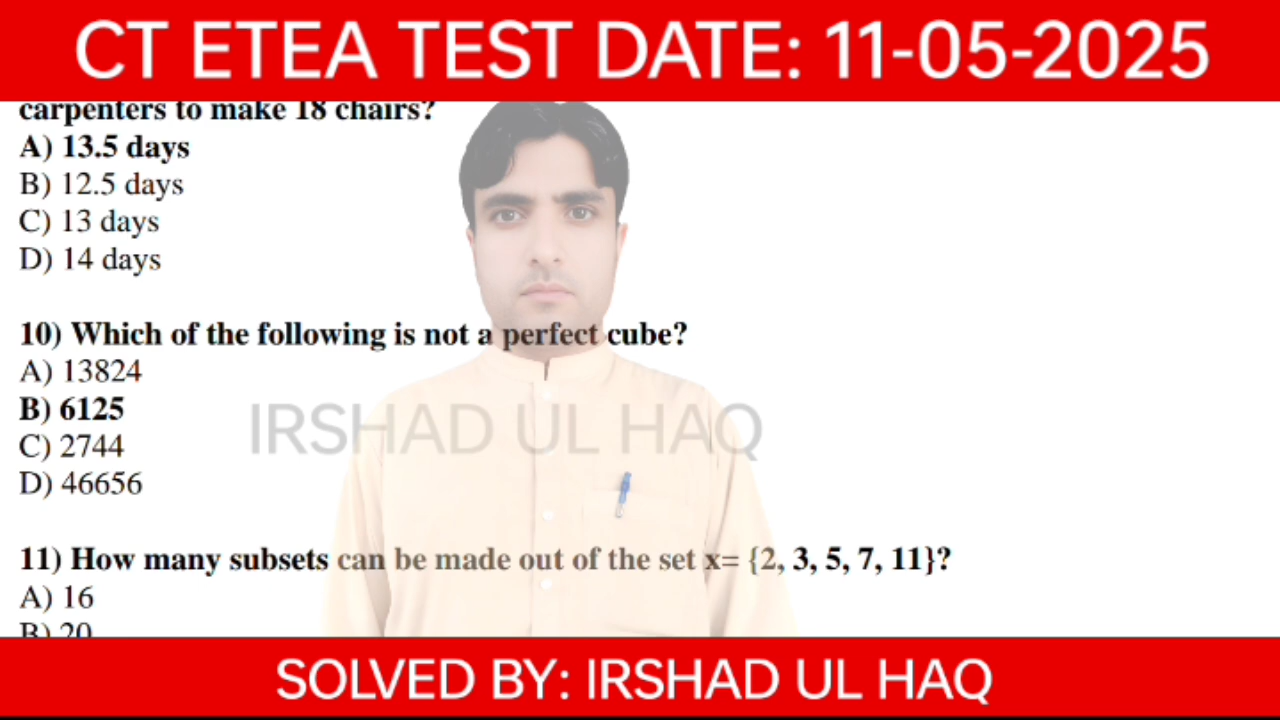 CT ETEA TEST DATE: 11-05-2025
carpenters to make 18 chairs?
A) 13.5 days
B) 12.5 days
C) 13 days
D) 14 days
10) Which of the following is not a perfect cube?
A) 13824
B) 6125
C) 2744
D) 46656
IRSHAD UL HAQ
11) How many subsets can be made out of the set x= {2, 3, 5, 7, 11}?
A) 16
B) 20
SOLVED BY: IRSHAD UL HAQ